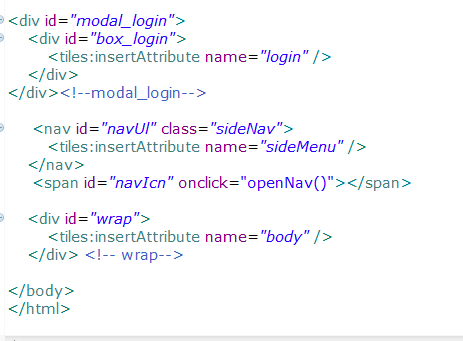 <div id="modal_login">
<div id="box_login">
<tiles:insertAttribute name="login" />
</div>
</div><!--modal_login-->
<nav id="navUl" class="sideNav">
<tiles:insertAttribute name="sideMenu" />
</nav>
<span id="navIcn" onclick="openNav()"></span>
<div id="wrap">
<tiles:insertAttribute name="body" />
</div> <!-- wrap-->
</body>
</html>